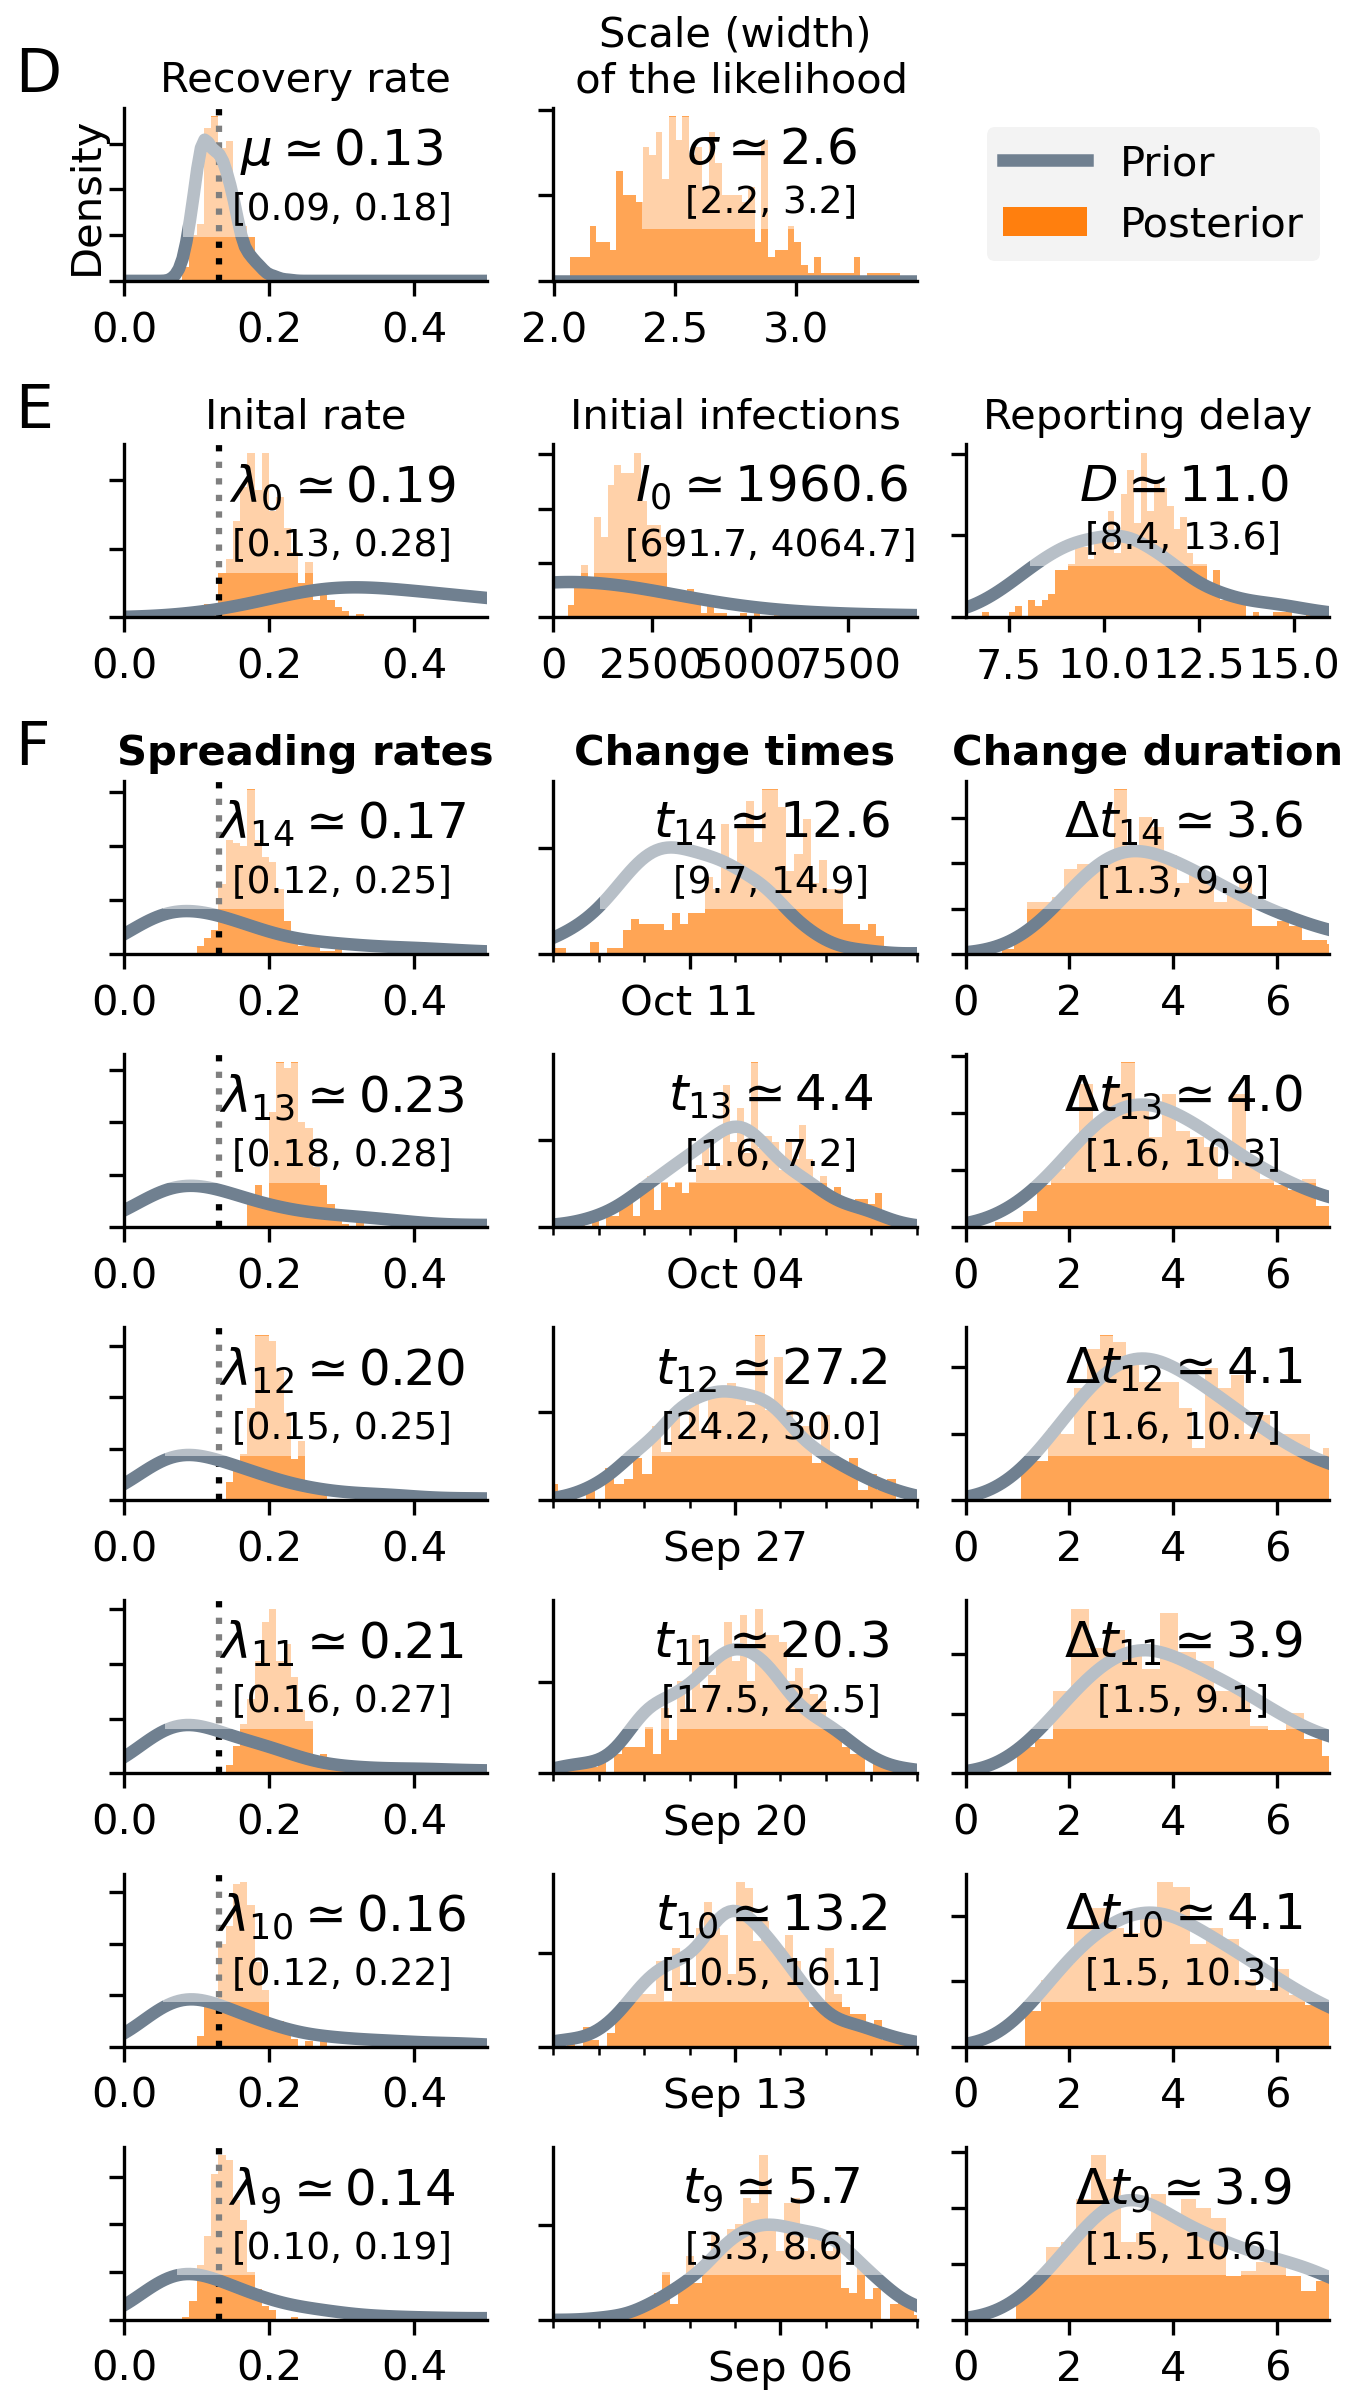 D
Recovery rate
Scale (width)
of the likelihood
Density
μ ≃ 0.13
[0.09, 0.18]
σ ≃ 2.6
[2.2, 3.2]
Prior
Posterior
0.0 0.2 0.4
2.0 2.5 3.0
E
Inital rate
Initial infections
Reporting delay
λ0 ≃ 0.19
[0.13, 0.28]
I0 ≃ 1960.6
[691.7, 4064.7]
D ≃ 11.0
[8.4, 13.6]
0.0 0.2 0.4
0 2500 5000 7500
7.5 10.0 12.5 15.0
F
Spreading rates
Change times
Change duration
λ14 ≃ 0.17
[0.12, 0.25]
t14 ≃ 12.6
[9.7, 14.9]
Δt14 ≃ 3.6
[1.3, 9.9]
0.0 0.2 0.4
Oct 11
0 2 4 6
λ13 ≃ 0.23
[0.18, 0.28]
t13 ≃ 4.4
[1.6, 7.2]
Δt13 ≃ 4.0
[1.6, 10.3]
0.0 0.2 0.4
Oct 04
0 2 4 6
λ12 ≃ 0.20
[0.15, 0.25]
t12 ≃ 27.2
[24.2, 30.0]
Δt12 ≃ 4.1
[1.6, 10.7]
0.0 0.2 0.4
Sep 27
0 2 4 6
λ11 ≃ 0.21
[0.16, 0.27]
t11 ≃ 20.3
[17.5, 22.5]
Δt11 ≃ 3.9
[1.5, 9.1]
0.0 0.2 0.4
Sep 20
0 2 4 6
λ10 ≃ 0.16
[0.12, 0.22]
t10 ≃ 13.2
[10.5, 16.1]
Δt10 ≃ 4.1
[1.5, 10.3]
0.0 0.2 0.4
Sep 13
0 2 4 6
λ9 ≃ 0.14
[0.10, 0.19]
t9 ≃ 5.7
[3.3, 8.6]
Δt9 ≃ 3.9
[1.5, 10.6]
0.0 0.2 0.4
Sep 06
0 2 4 6